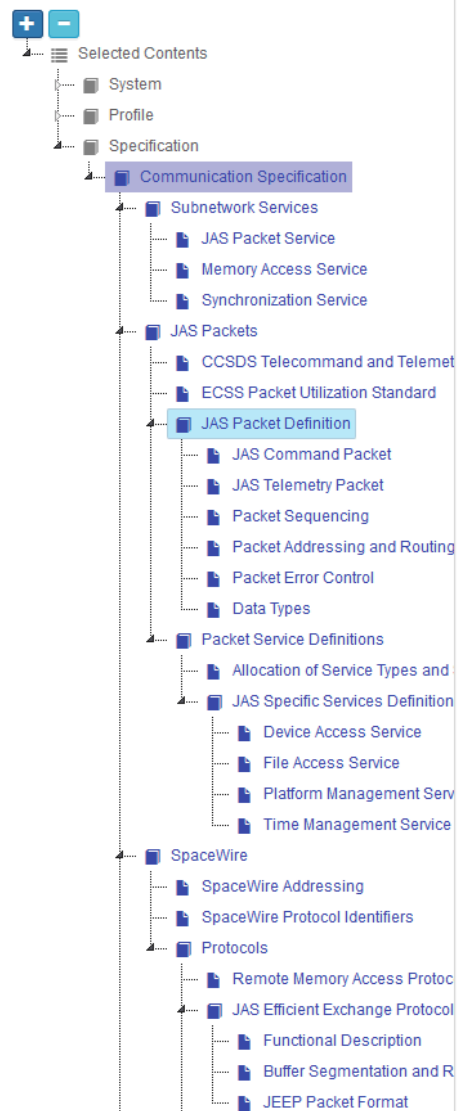 + −
Selected Contents
System
Profile
Specification
Communication Specification
Subnetwork Services
JAS Packet Service
Memory Access Service
Synchronization Service
JAS Packets
CCSDS Telecommand and Telemet
ECSS Packet Utilization Standard
JAS Packet Definition
JAS Command Packet
JAS Telemetry Packet
Packet Sequencing
Packet Addressing and Routing
Packet Error Control
Data Types
Packet Service Definitions
Allocation of Service Types and
JAS Specific Services Definition
Device Access Service
File Access Service
Platform Management Serv
Time Management Service
SpaceWire
SpaceWire Addressing
SpaceWire Protocol Identifiers
Protocols
Remote Memory Access Protoc
JAS Efficient Exchange Protocol
Functional Description
Buffer Segmentation and R
JEEP Packet Format